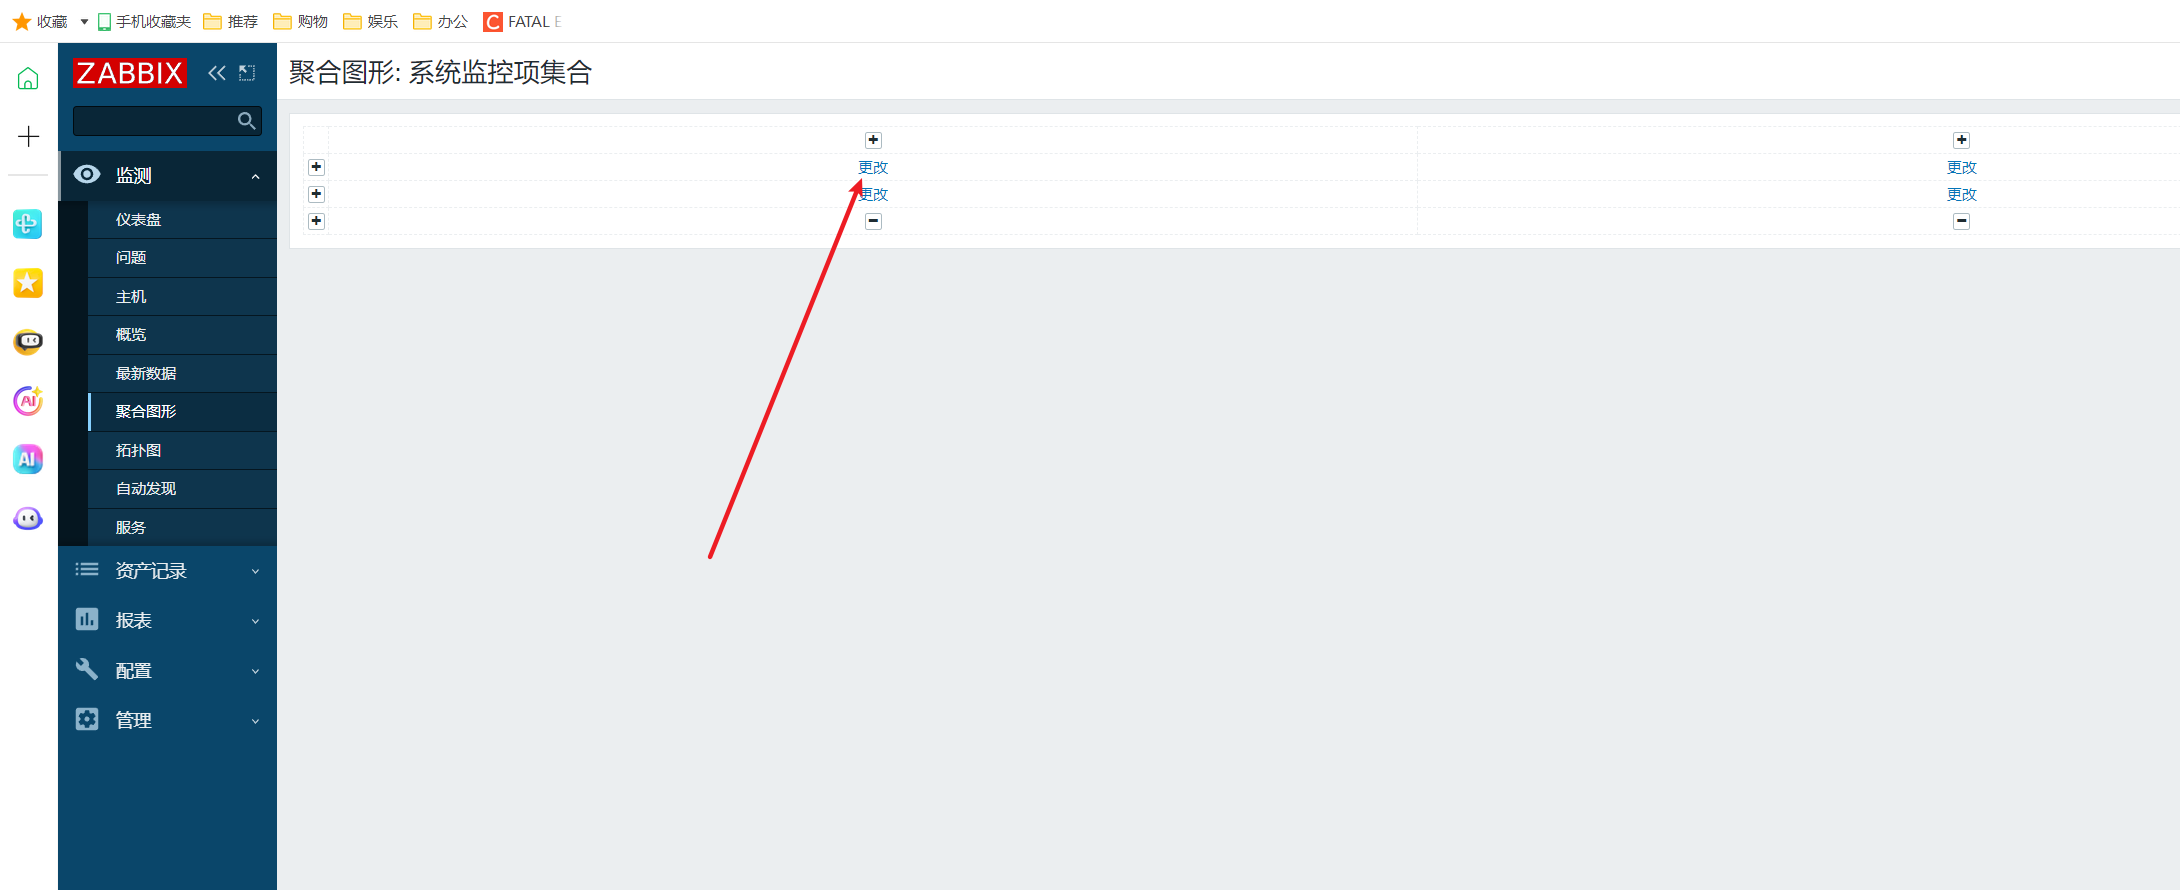 收藏 手机收藏夹 推荐 购物 娱乐 办公 C FATAL E
ZABBIX
聚合图形: 系统监控项集合
监测
更改 更改
更改 更改
仪表盘
问题
主机
概览
最新数据
聚合图形
拓扑图
自动发现
服务
资产记录
报表
配置
管理
AI
AI